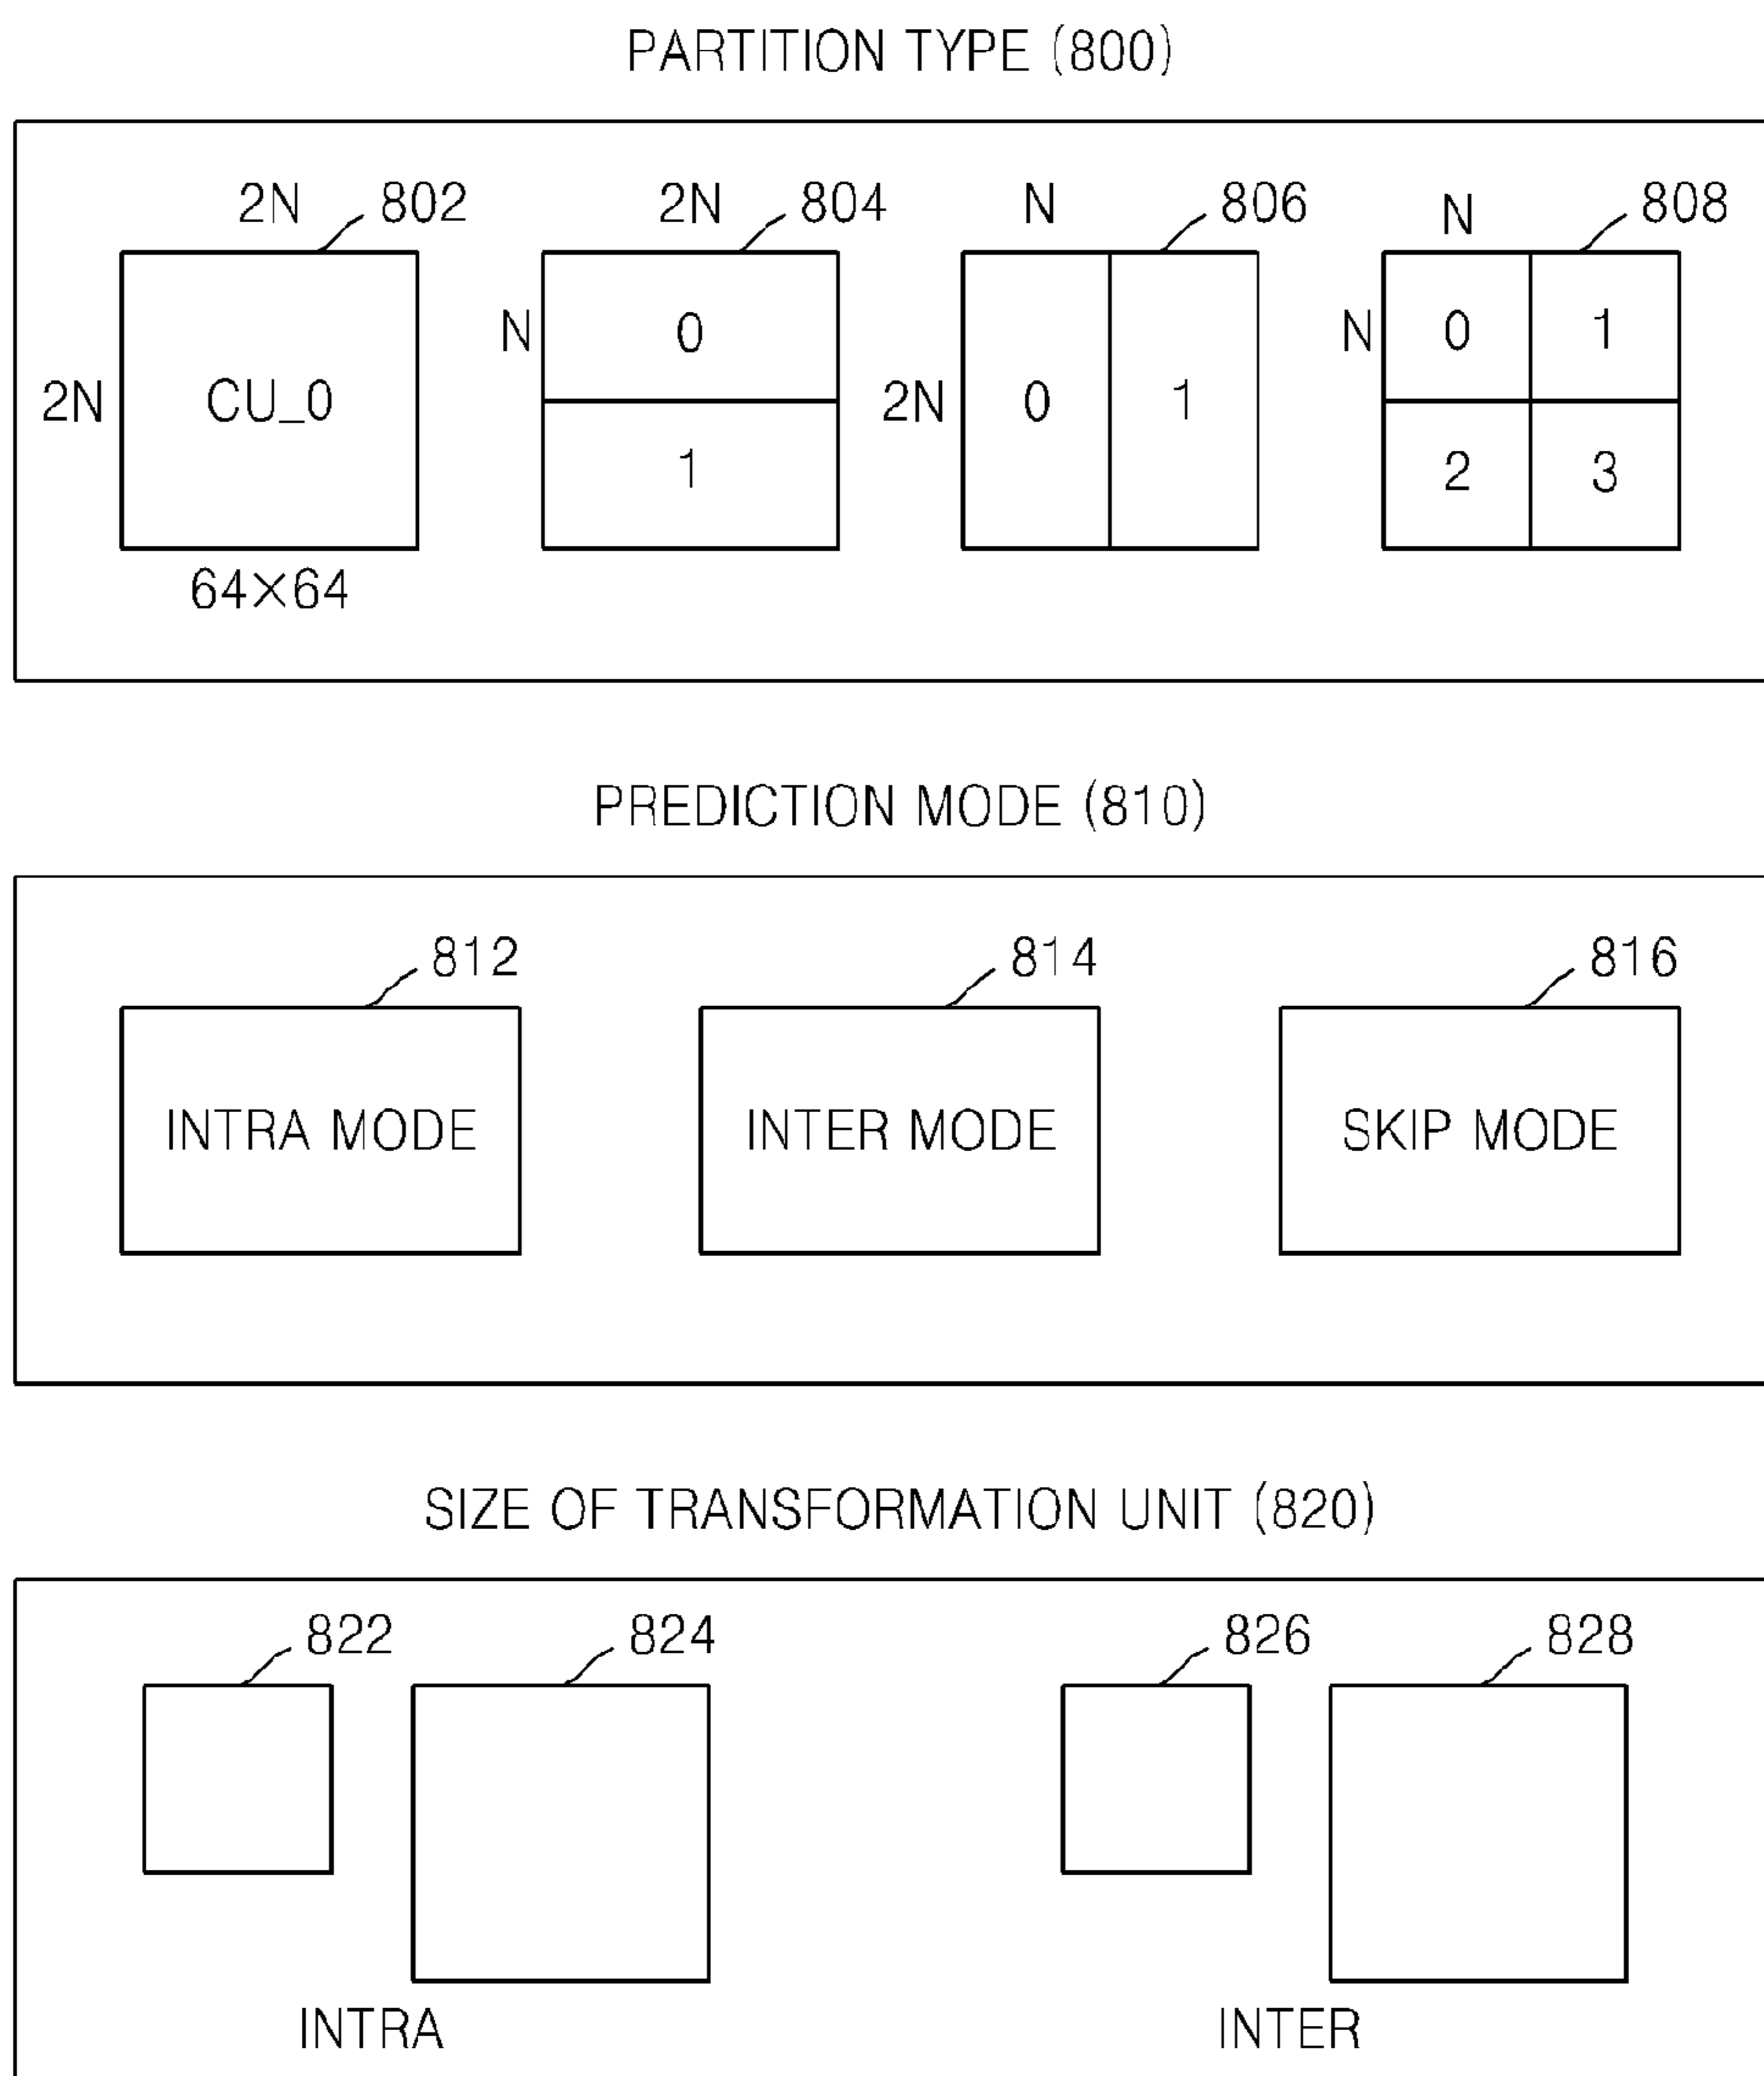 PARTITION TYPE (800)
2N 802 2N 804 N 806 N 808
2N CU_0 N 0 1 2N 0 1 N 0 1 2 3
64×64
PREDICTION MODE (810)
812 814 816
INTRA MODE INTER MODE SKIP MODE
SIZE OF TRANSFORMATION UNIT (820)
822 824 826 828
INTRA INTER